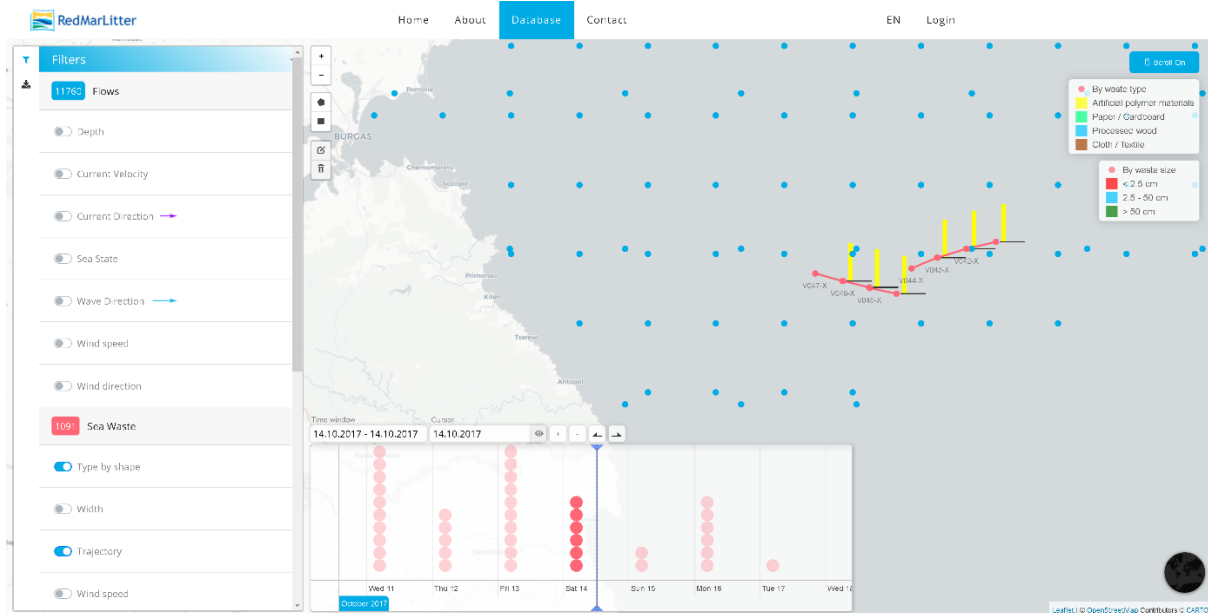 RedMarLitter
Home About Database Contact EN Login
Filters
11760 Flows
Depth
Current Velocity
Current Direction
Sea State
Wave Direction
Wind speed
Wind direction
1091 Sea Waste
Type by shape
Width
Trajectory
Wind speed
+
-
Pomorie
BURGAS
Chernomorets
Sozopol
Primorsko
Kiten
Tsarevo
Ahtopol
Scroll On
By waste type
Artificial polymer materials
Paper / Cardboard
Processed wood
Cloth / Textile
By waste size
< 2.5 cm
2.5 - 50 cm
> 50 cm
V042-X
V043-X
V044-X
V047-X
V046-X
V045-X
Time window Cursor
14.10.2017 - 14.10.2017 14.10.2017 + -
Wed 11 Thu 12 Fri 13 Sat 14 Sun 15 Mon 16 Tue 17 Wed 18
October 2017
Leaflet | © OpenStreetMap Contributors © CARTO